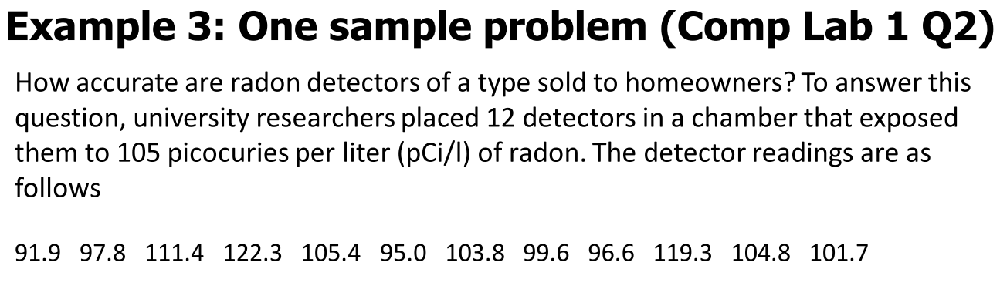 Example 3: One sample problem (Comp Lab 1 Q2)
How accurate are radon detectors of a type sold to homeowners? To answer this
question, university researchers placed 12 detectors in a chamber that exposed
them to 105 picocuries per liter (pCi/l) of radon. The detector readings are as
follows
91.9 97.8 111.4 122.3 105.4 95.0 103.8 99.6 96.6 119.3 104.8 101.7